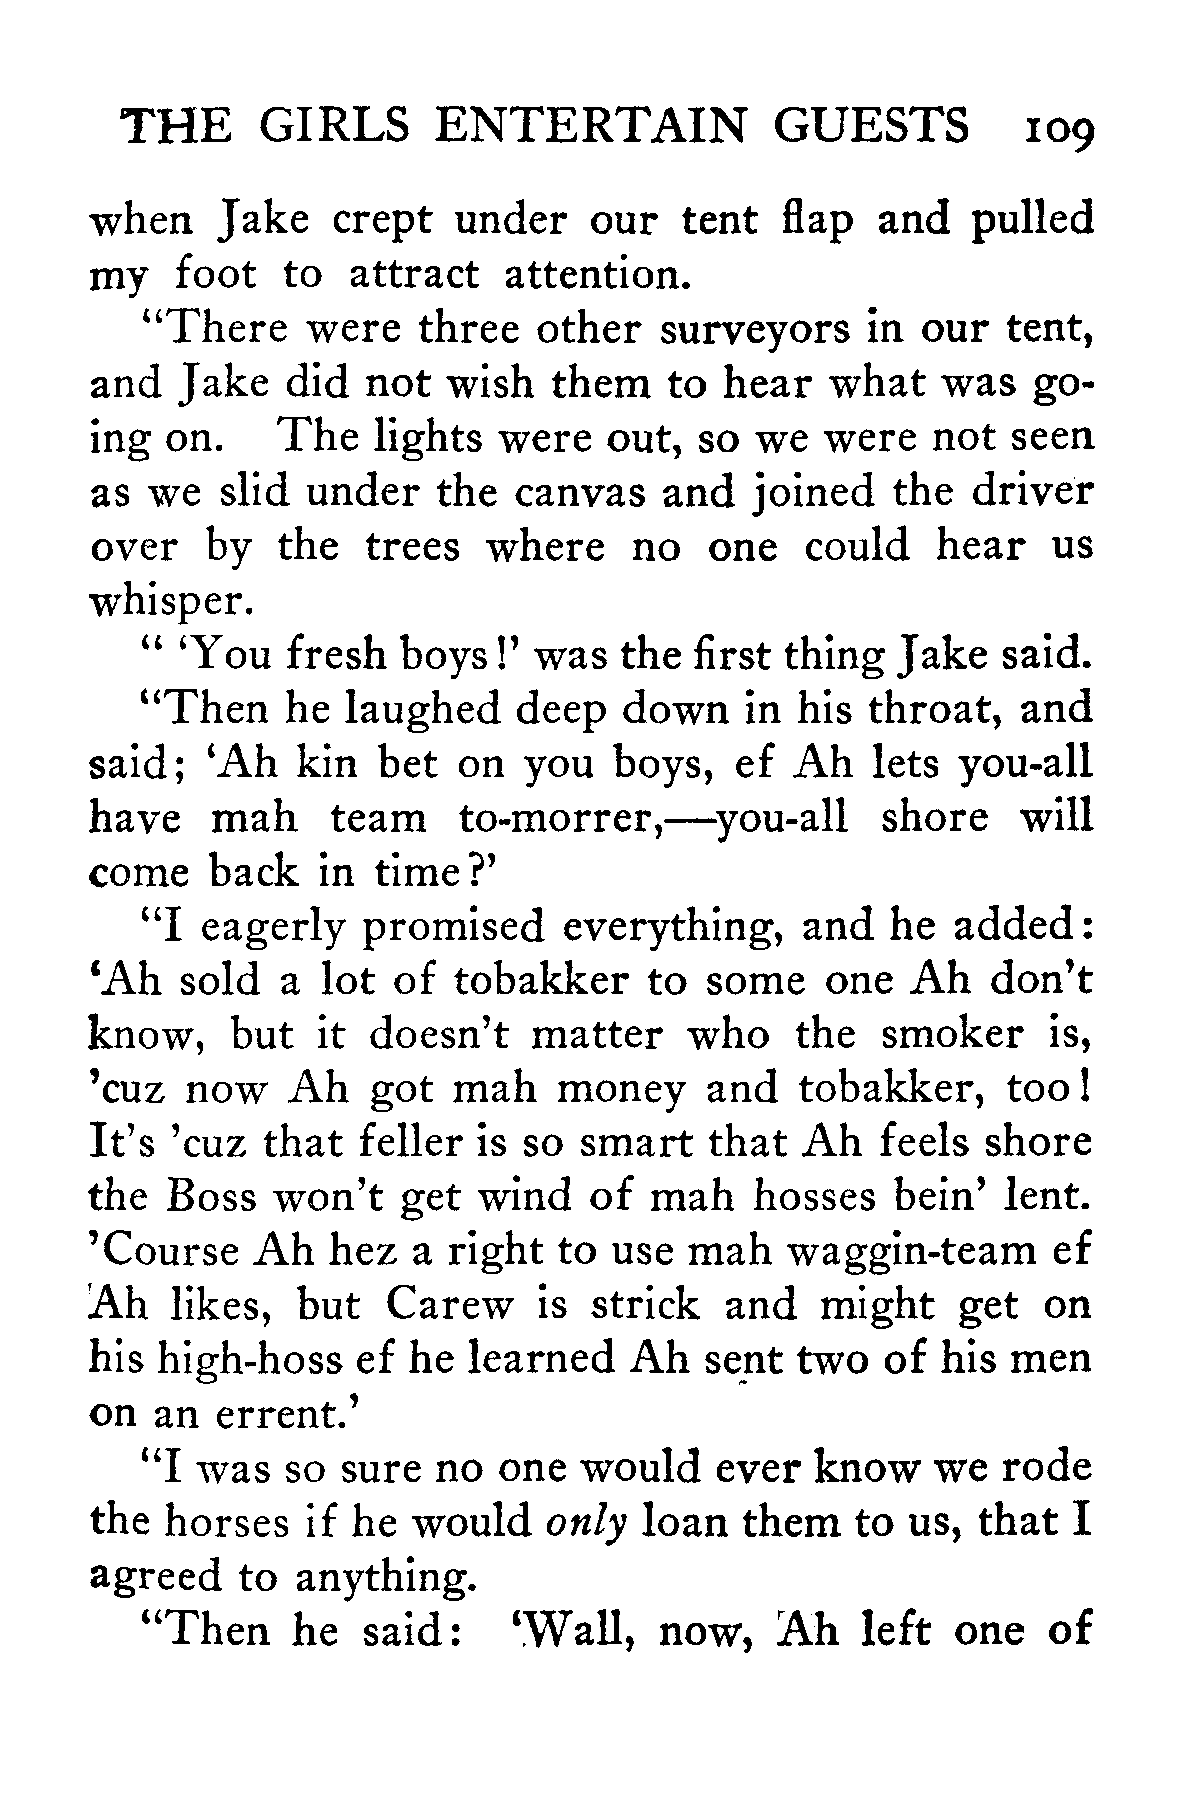 THE GIRLS ENTERTAIN GUESTS 109
when Jake crept under our tent flap and pulled
my foot to attract attention.
"There were three other surveyors in our tent,
and Jake did not wish them to hear what was go-
ing on. The lights were out, so we were not seen
as we slid under the canvas and joined the driver
over by the trees where no one could hear us
whisper.
" 'You fresh boys!' was the first thing Jake said.
"Then he laughed deep down in his throat, and
said; 'Ah kin bet on you boys, ef Ah lets you-all
have mah team to-morrer,—you-all shore will
come back in time?'
"I eagerly promised everything, and he added:
'Ah sold a lot of tobakker to some one Ah don't
know, but it doesn't matter who the smoker is,
'cuz now Ah got mah money and tobakker, too!
It's 'cuz that feller is so smart that Ah feels shore
the Boss won't get wind of mah hosses bein' lent.
'Course Ah hez a right to use mah waggin-team ef
Ah likes, but Carew is strick and might get on
his high-hoss ef he learned Ah sent two of his men
on an errent.'
"I was so sure no one would ever know we rode
the horses if he would only loan them to us, that I
agreed to anything.
"Then he said: 'Wall, now, Ah left one of